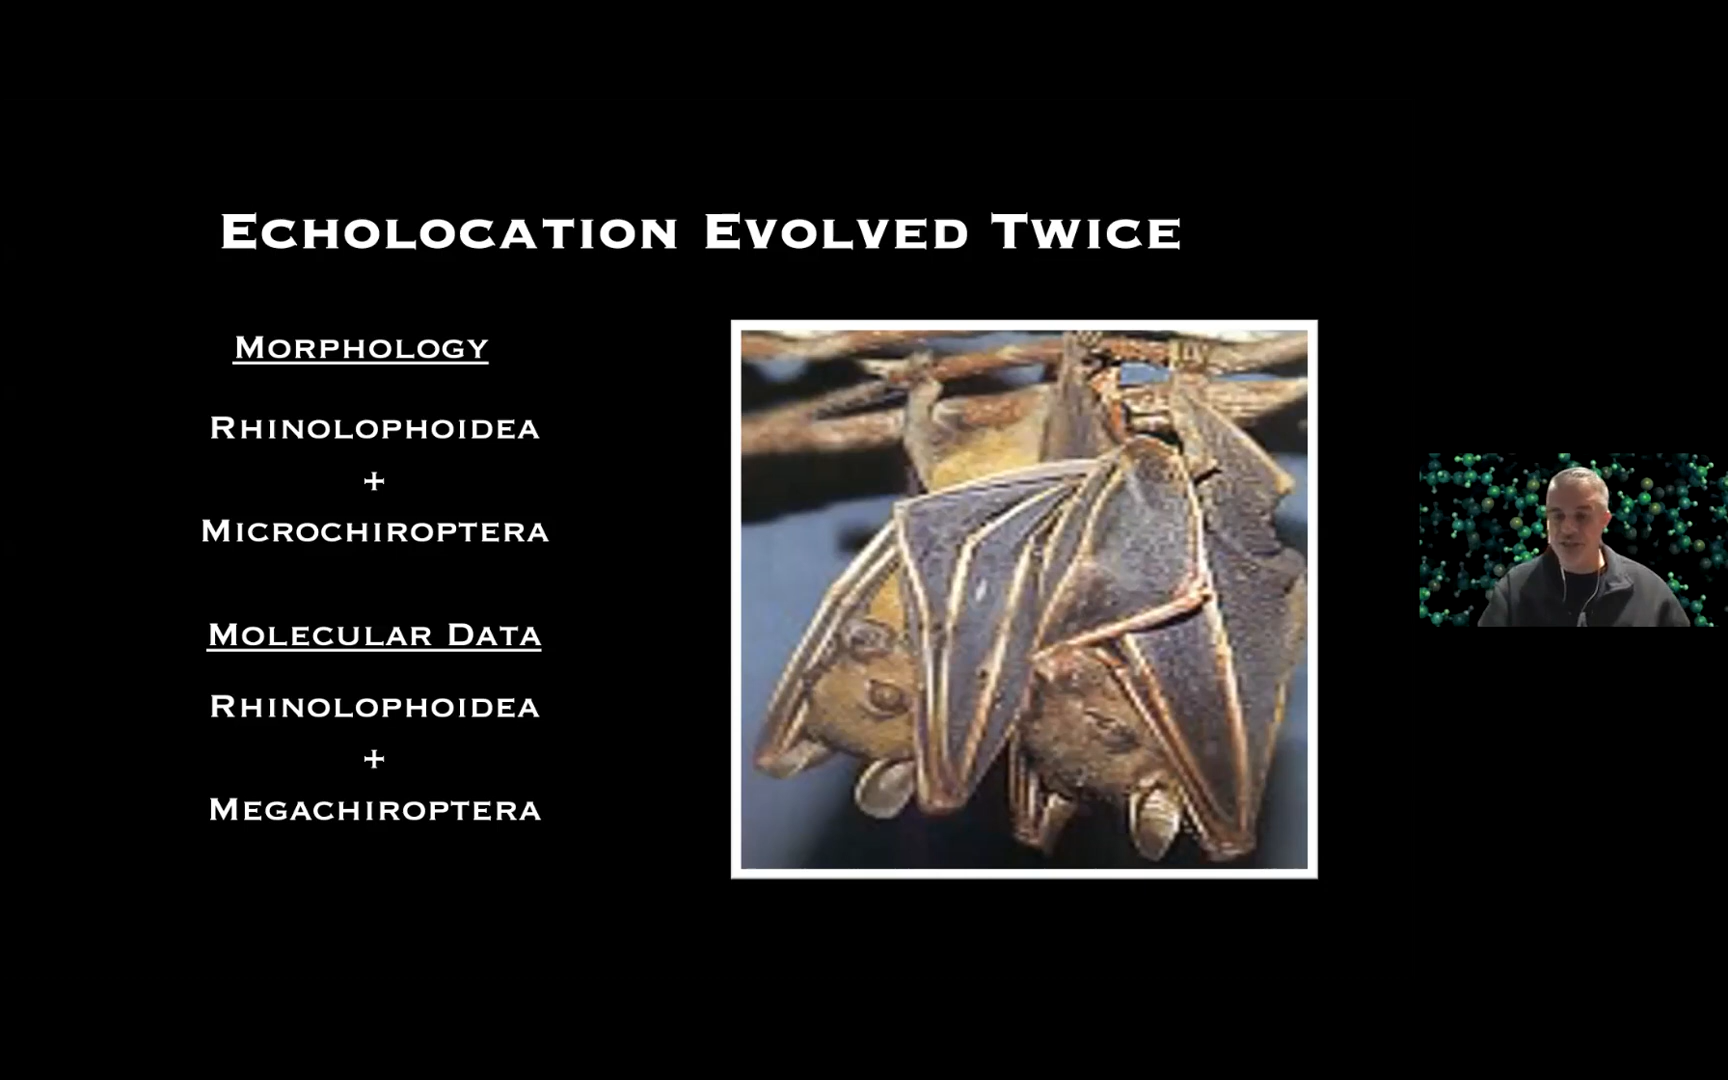 Echolocation Evolved Twice
Morphology
Rhinolophoidea
+
Microchiroptera
Molecular Data
Rhinolophoidea
+
Megachiroptera